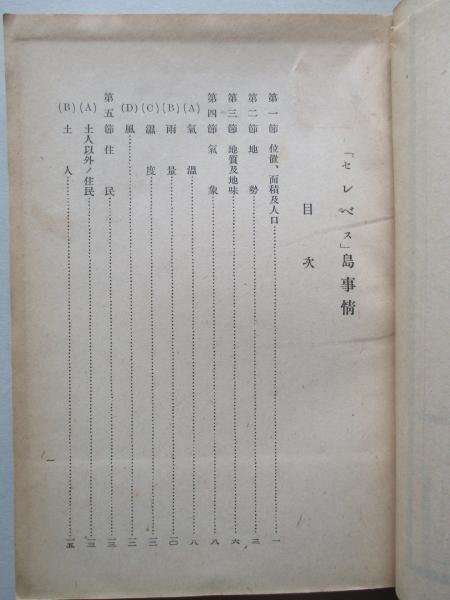 「セレベス」島事情
目次
第一節 位置、面積及人口……一
第二節 地勢……三
第三節 地質及地味……六
第四節 氣象……八
(A) 氣溫……八
(B) 雨量……一〇
(C) 濕度……一二
(D) 風……一二
第五節 住民……一三
(A) 土人以外ノ住民……一三
(B) 土人……一五
一